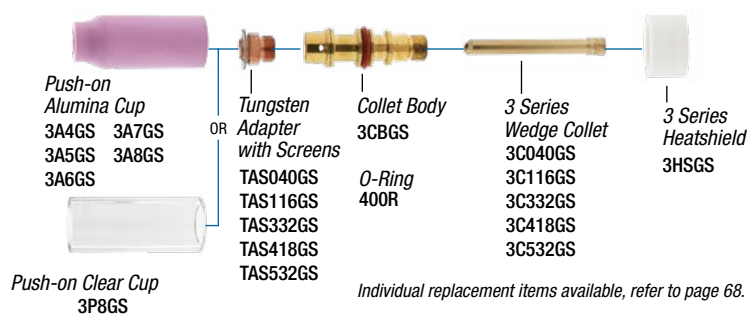 Push-on
Alumina Cup
3A4GS 3A7GS
3A5GS 3A8GS
3A6GS
OR
Push-on Clear Cup
3P8GS
Tungsten
Adapter
with Screens
TAS040GS
TAS116GS
TAS332GS
TAS418GS
TAS532GS
Collet Body
3CBGS
O-Ring
400R
3 Series
Wedge Collet
3C040GS
3C116GS
3C332GS
3C418GS
3C532GS
3 Series
Heatshield
3HSGS
Individual replacement items available, refer to page 68.